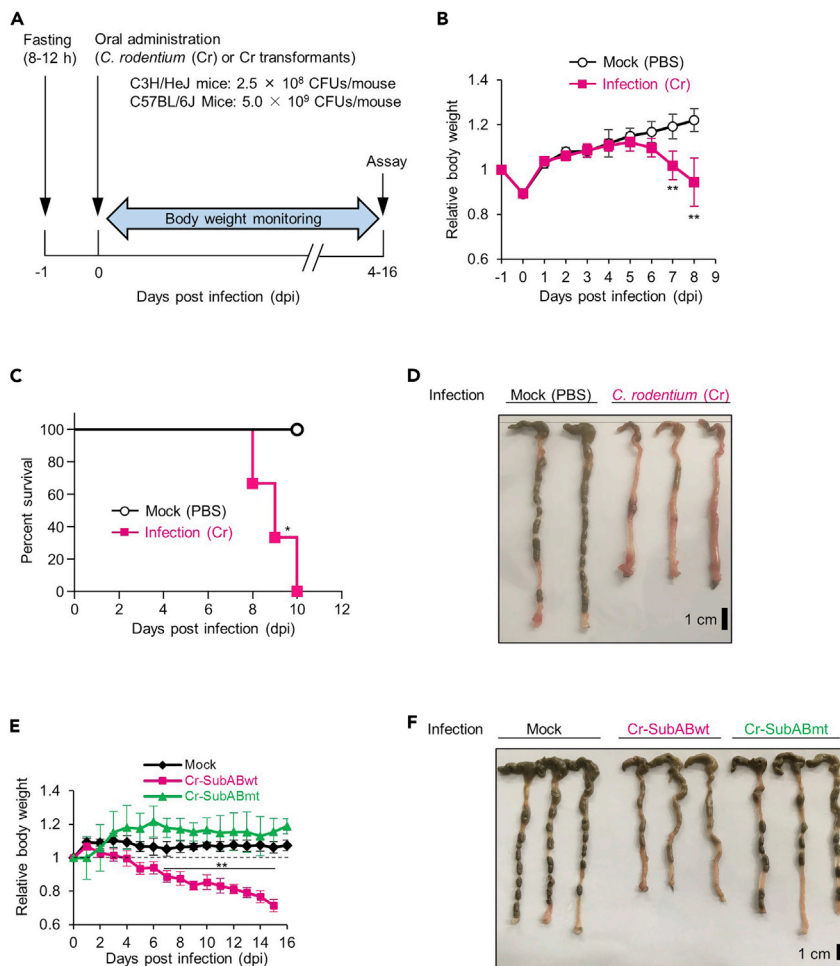 A
Fasting
(8-12 h)
Oral administration
(C. rodentium (Cr) or Cr transformants)
C3H/HeJ mice: 2.5 × 10⁸ CFUs/mouse
C57BL/6J Mice: 5.0 × 10⁹ CFUs/mouse
Assay
Body weight monitoring
-1
0
4-16
Days post infection (dpi)
B
Mock (PBS)
Infection (Cr)
Relative body weight
1.4
1.2
1
0.8
0.6
**
**
-1 0 1 2 3 4 5 6 7 8 9
Days post infection (dpi)
C
Percent survival
100
80
60
40
20
0
Mock (PBS)
Infection (Cr)
*
0 2 4 6 8 10 12
Days post infection (dpi)
D
Infection Mock (PBS) C. rodentium (Cr)
1 cm
E
Mock
Cr-SubABwt
Cr-SubABmt
Relative body weight
1.4
1.2
1
0.8
0.6
**
0 2 4 6 8 10 12 14 16
Days post infection (dpi)
F
Infection Mock Cr-SubABwt Cr-SubABmt
1 cm